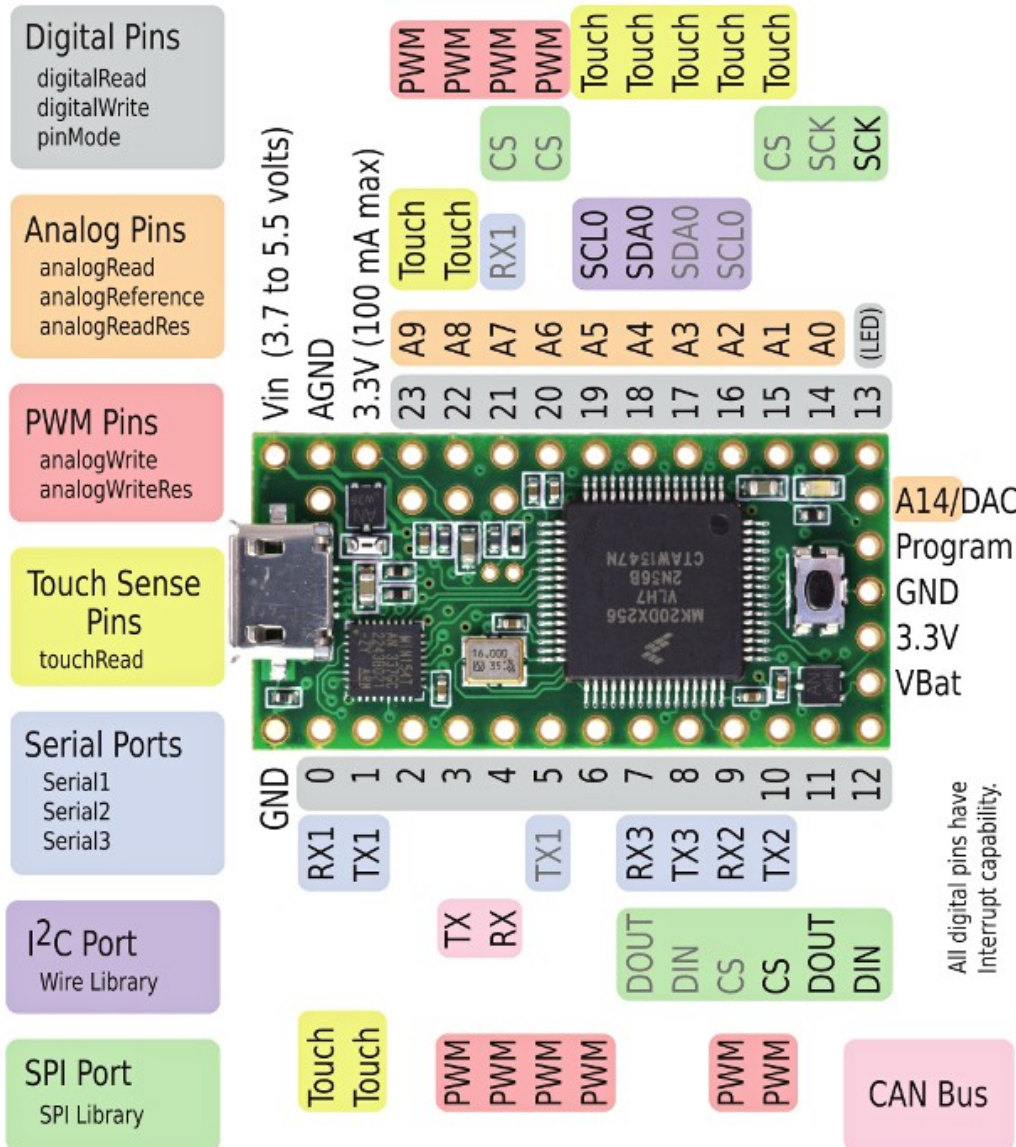 Digital Pins
digitalRead
digitalWrite
pinMode
Analog Pins
analogRead
analogReference
analogReadRes
PWM Pins
analogWrite
analogWriteRes
Touch Sense
Pins
touchRead
Serial Ports
Serial1
Serial2
Serial3
I2C Port
Wire Library
SPI Port
SPI Library
PWM PWM PWM PWM Touch Touch Touch Touch Touch
CS CS CS SCK SCK
Touch Touch RX1 SCL0 SDA0 SDA0 SCL0
A9 A8 A7 A6 A5 A4 A3 A2 A1 A0 (LED)
Vin (3.7 to 5.5 volts)
AGND
3.3V (100 mA max)
23 22 21 20 19 18 17 16 15 14 13
A14/DAC
Program
GND
3.3V
VBat
MK20DX256
VLH7
2N36B
CTAW1547N
16.000
GND 0 1 2 3 4 5 6 7 8 9 10 11 12
RX1 TX1 TX1 RX3 TX3 RX2 TX2
TX RX DOUT DIN CS CS DOUT DIN
Touch Touch PWM PWM PWM PWM PWM PWM
All digital pins have
Interrupt capability.
CAN Bus